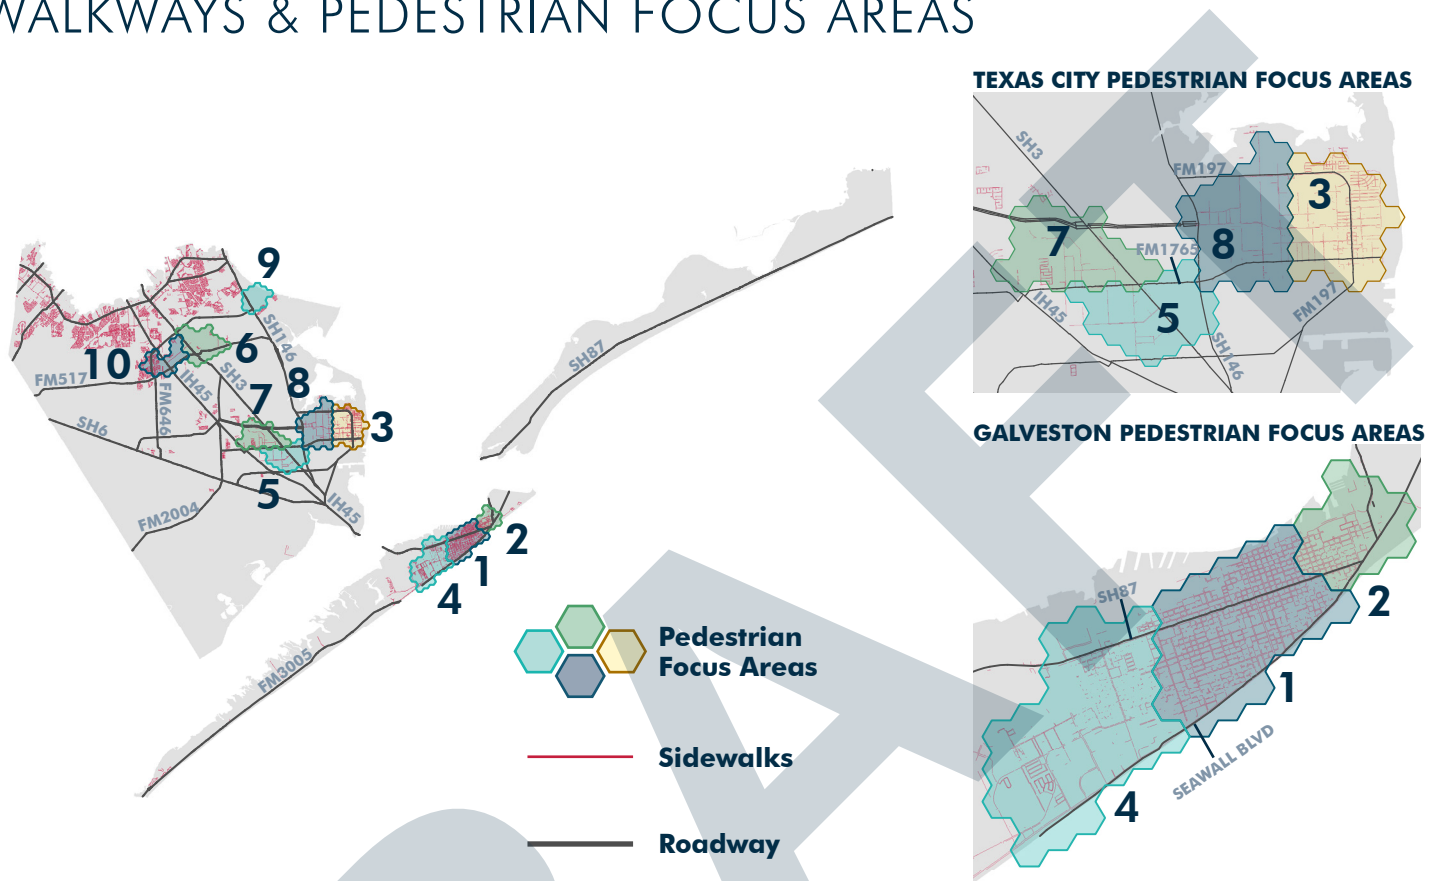 WALKWAYS & PEDESTRIAN FOCUS AREAS
TEXAS CITY PEDESTRIAN FOCUS AREAS
SH3
FM197
3
7
8
FM1765
IH45
5
FM197
SH146
9
SH146
10
6
FM517
IH45
SH3
8
7
FM646
SH6
3
5
FM2004
IH45
SH87
2
1
4
FM3005
Pedestrian
Focus Areas
Sidewalks
Roadway
GALVESTON PEDESTRIAN FOCUS AREAS
SH87
2
1
SEAWALL BLVD
4
DRAFT